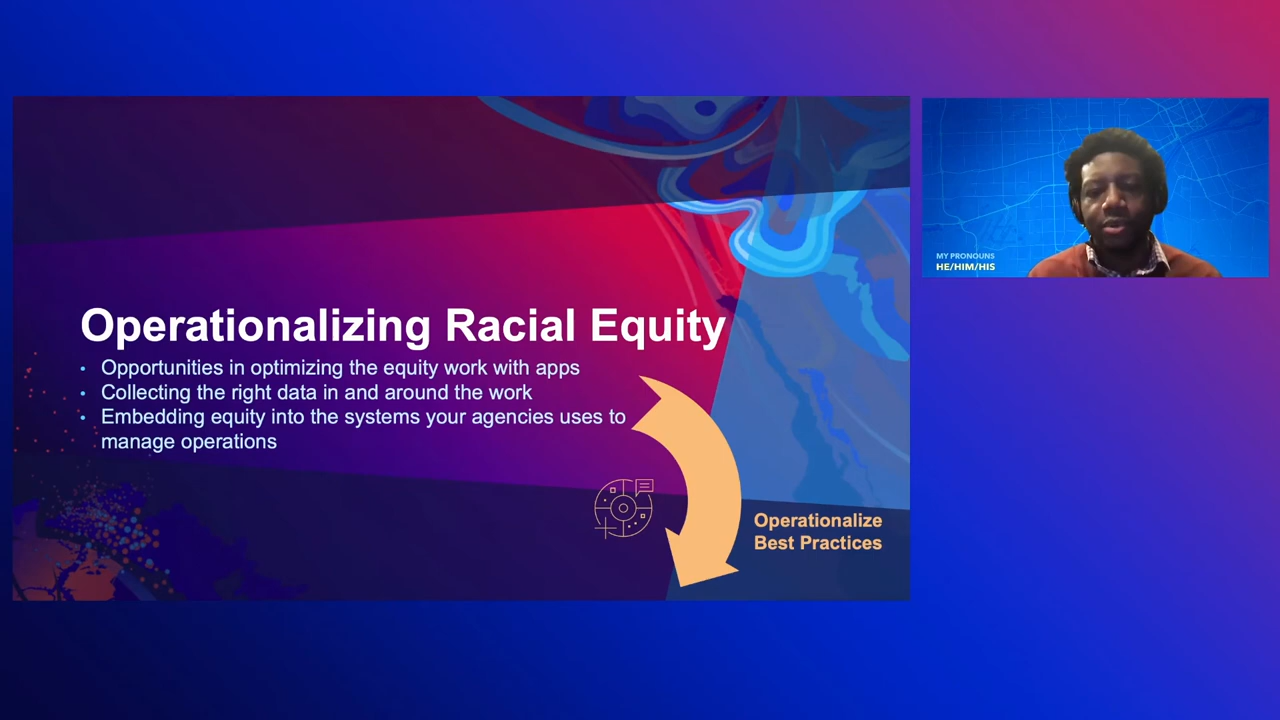 Operationalizing Racial Equity
• Opportunities in optimizing the equity work with apps
• Collecting the right data in and around the work
• Embedding equity into the systems your agencies uses to
manage operations
Operationalize
Best Practices
MY PRONOUNS
HE/HIM/HIS